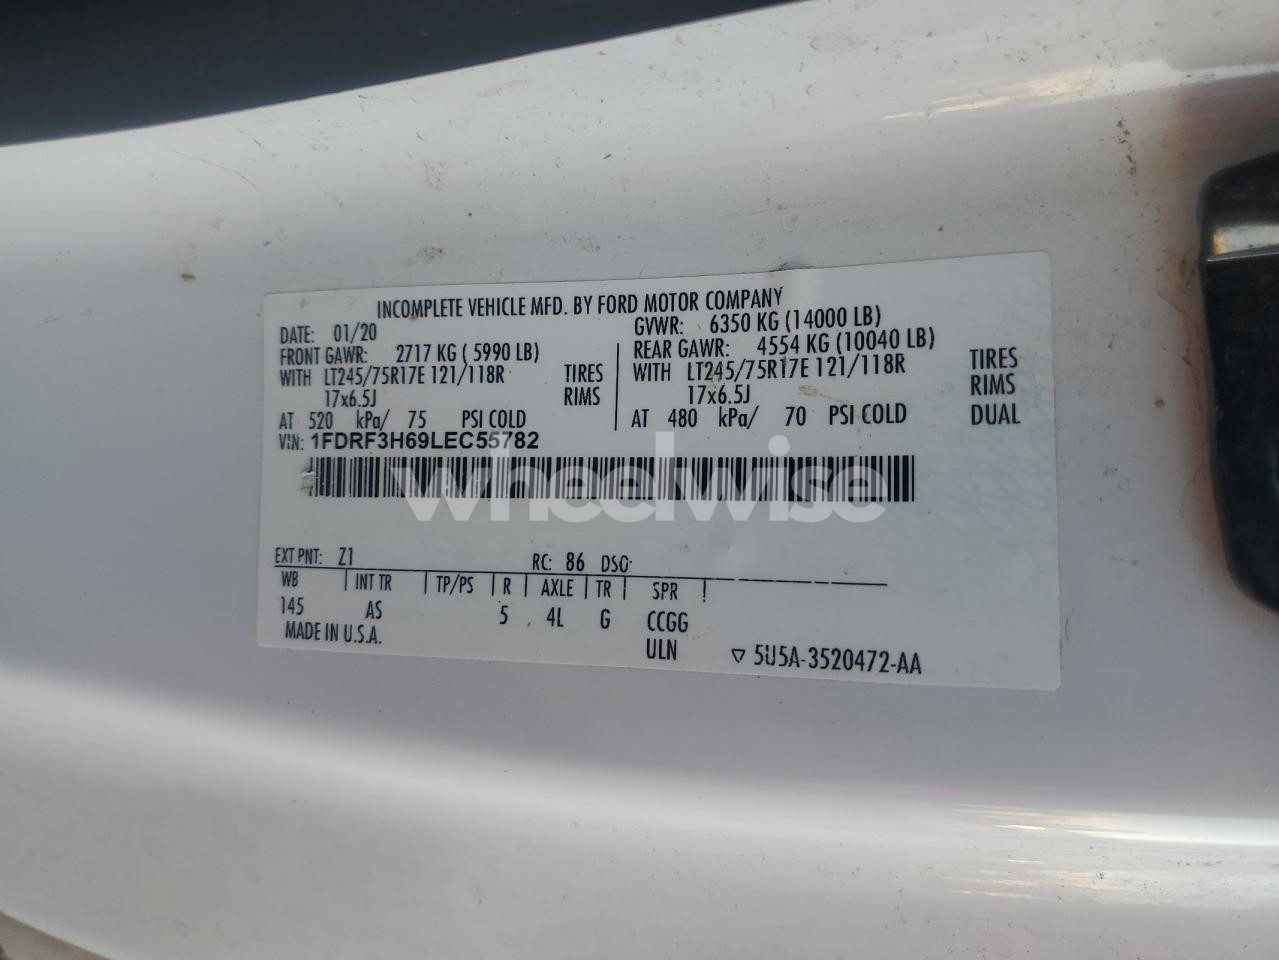 INCOMPLETE VEHICLE MFD. BY FORD MOTOR COMPANY
DATE: 01/20
GVWR: 6350 KG (14000 LB)
FRONT GAWR: 2717 KG ( 5990 LB)
REAR GAWR: 4554 KG (10040 LB)
WITH LT245/75R17E 121/118R TIRES
WITH LT245/75R17E 121/118R TIRES
17x6.5J RIMS
17x6.5J RIMS
AT 520 kPa/ 75 PSI COLD
AT 480 kPa/ 70 PSI COLD DUAL
VIN: 1FDRF3H69LEC55782
wheelwise
EXT PNT: Z1 RC: 86 DSO:
WB INT TR TP/PS R AXLE TR SPR
145 AS 5 4L G CCGG
MADE IN U.S.A. ULN
5U5A-3520472-AA